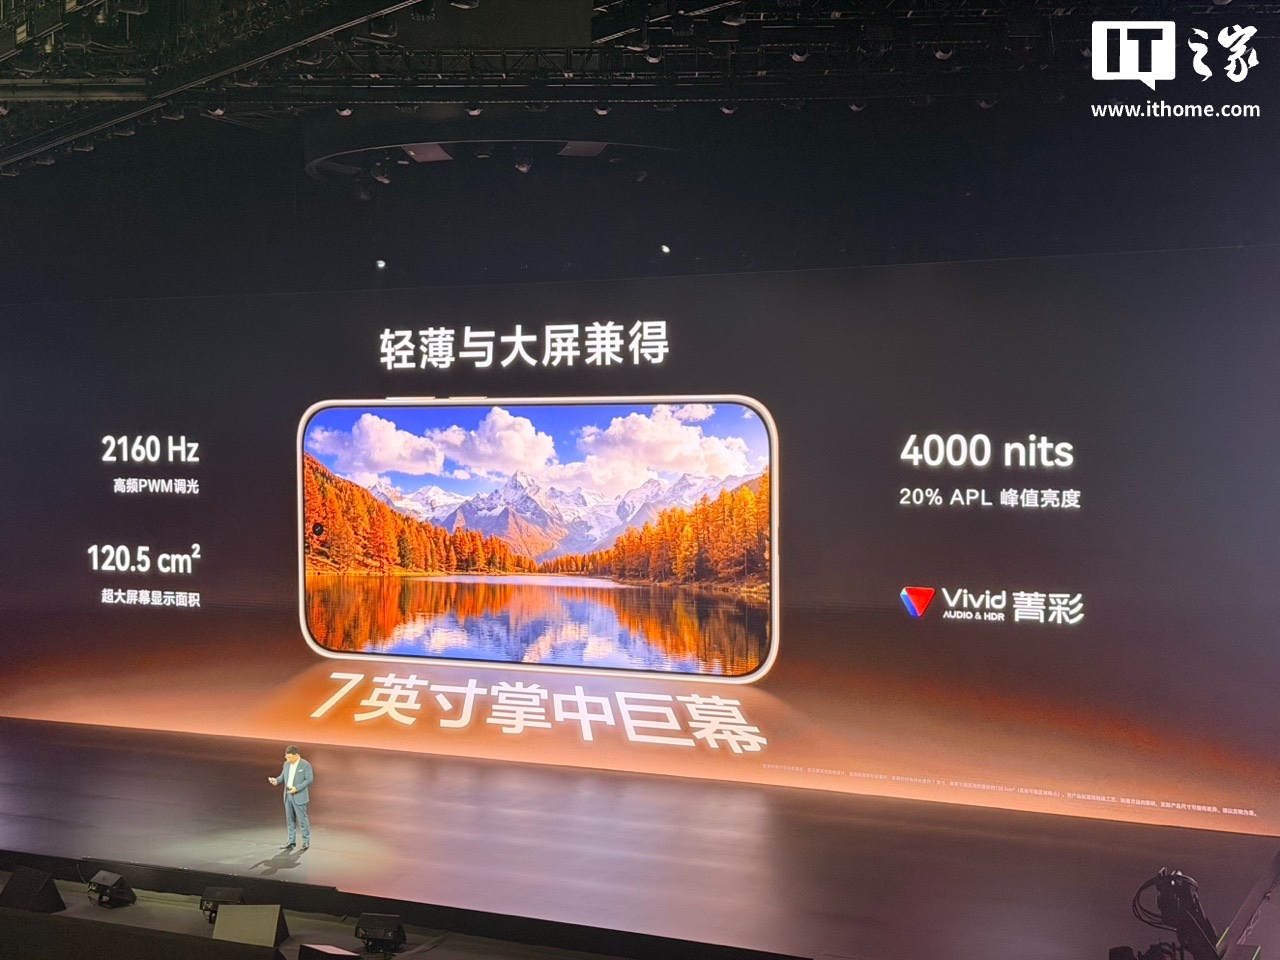 IT之家
www.ithome.com
轻薄与大屏兼得
2160 Hz
高频PWM调光
120.5 cm²
超大屏幕显示面积
4000 nits
20% APL 峰值亮度
Vivid 菁彩
AUDIO & HDR
7英寸掌中巨幕